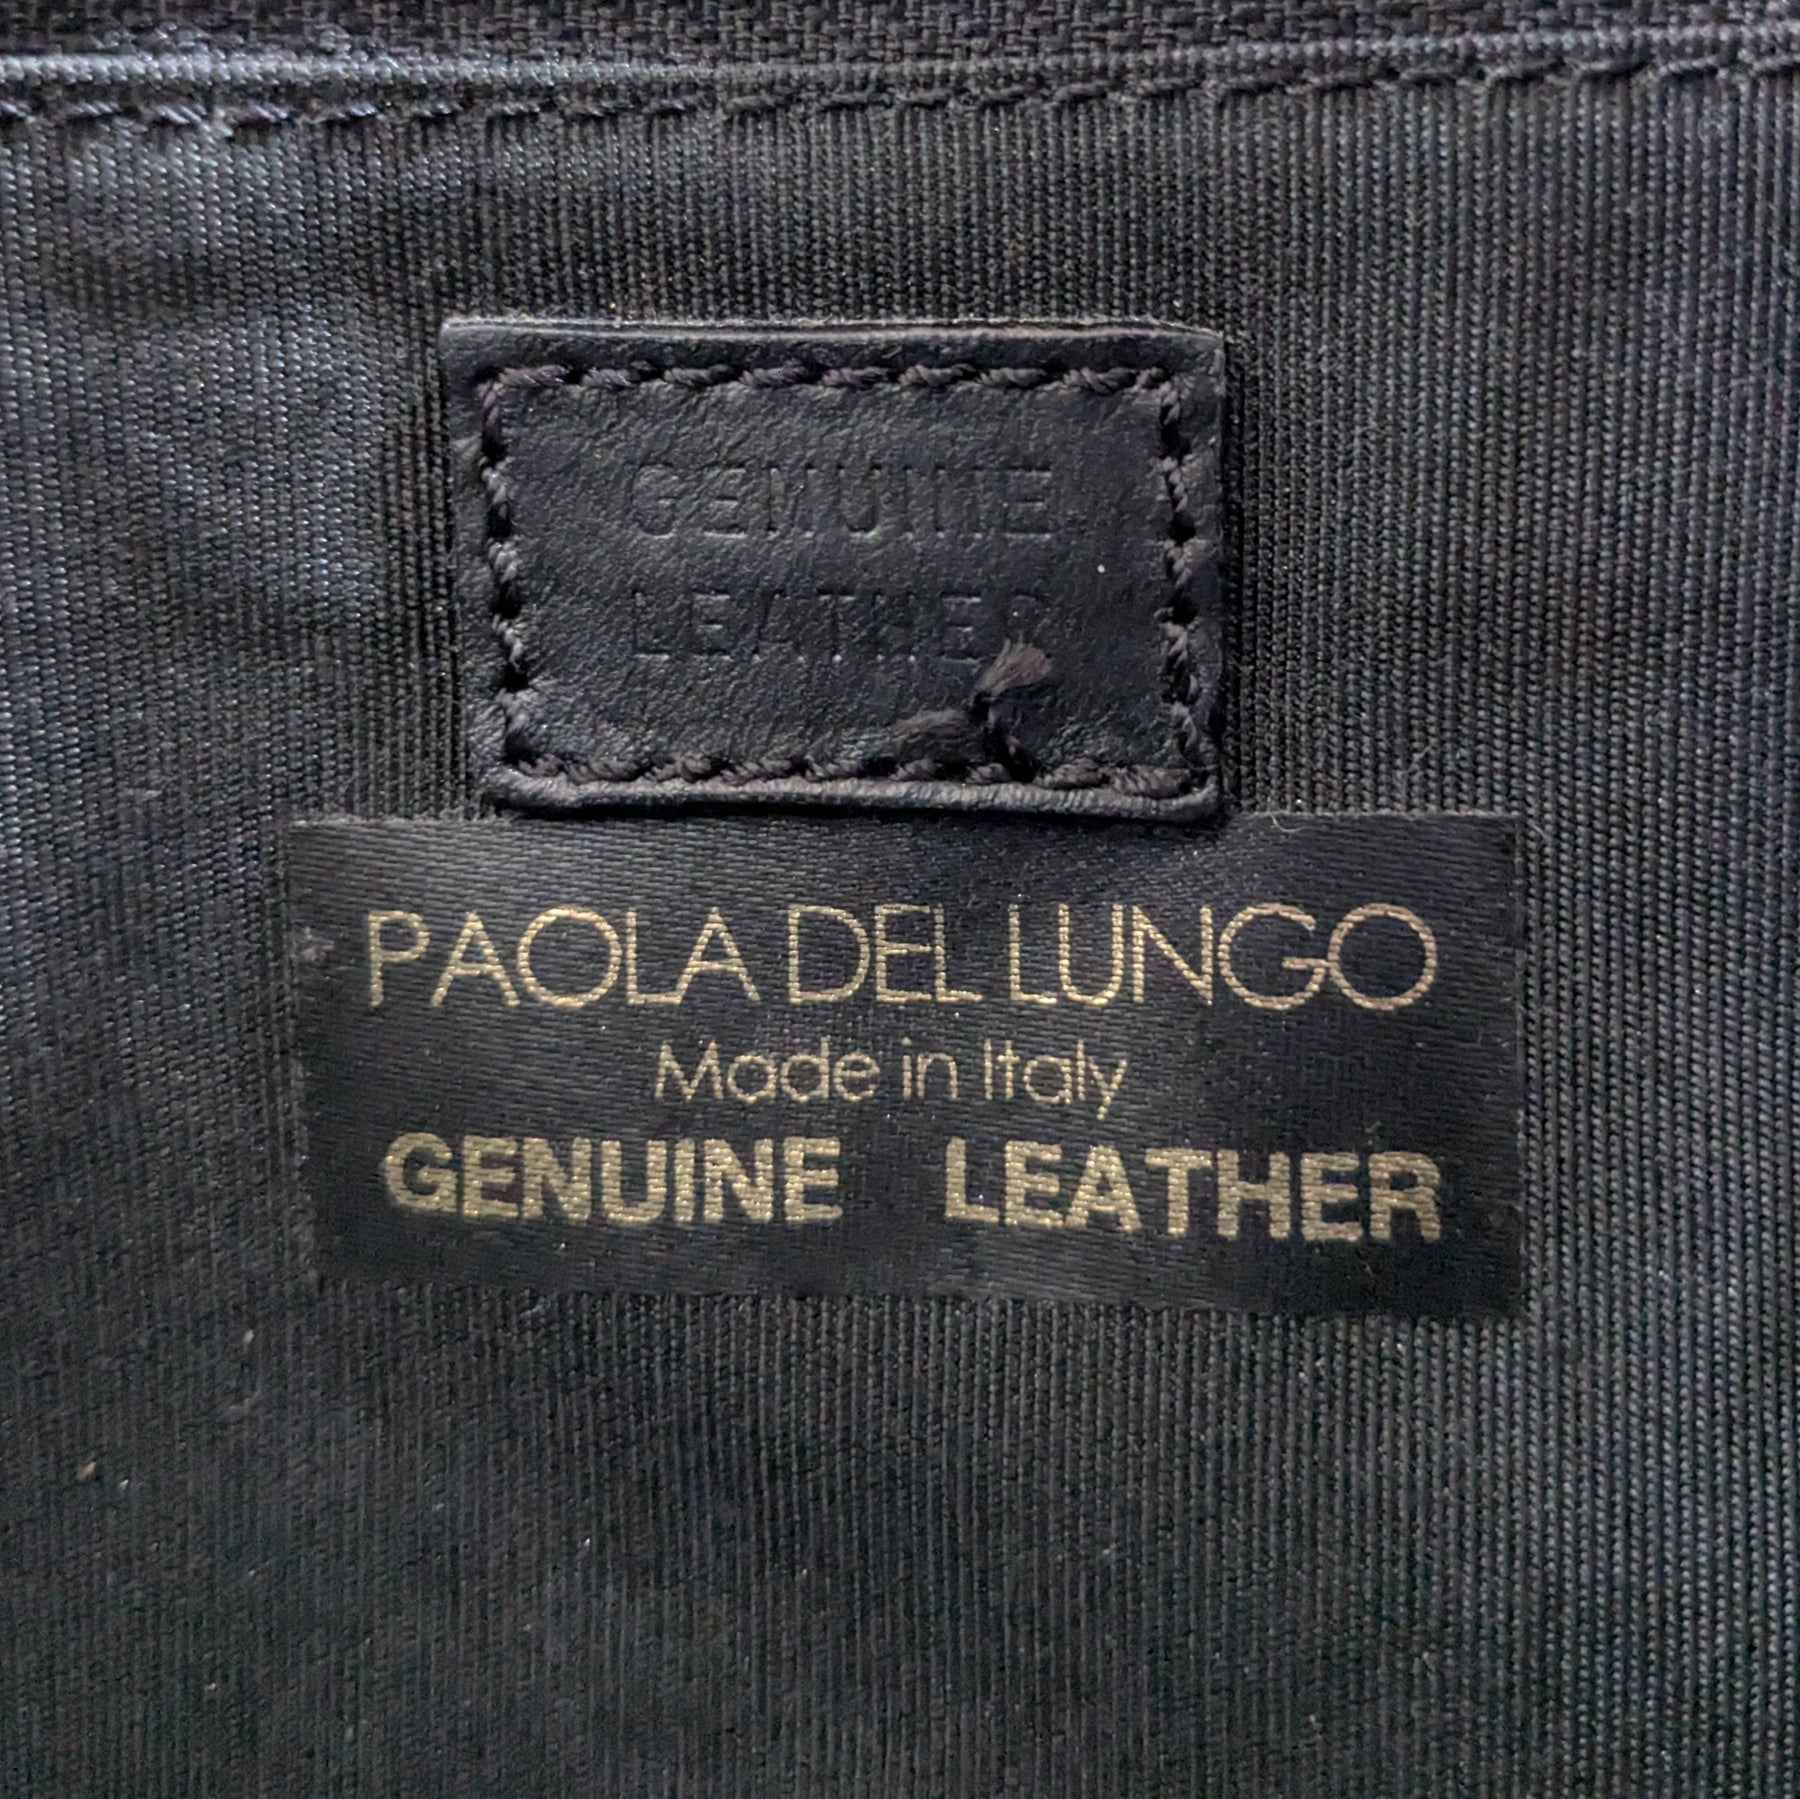 GENUINE
LEATHER
PAOLA DEL LUNGO
Made in Italy
GENUINE LEATHER